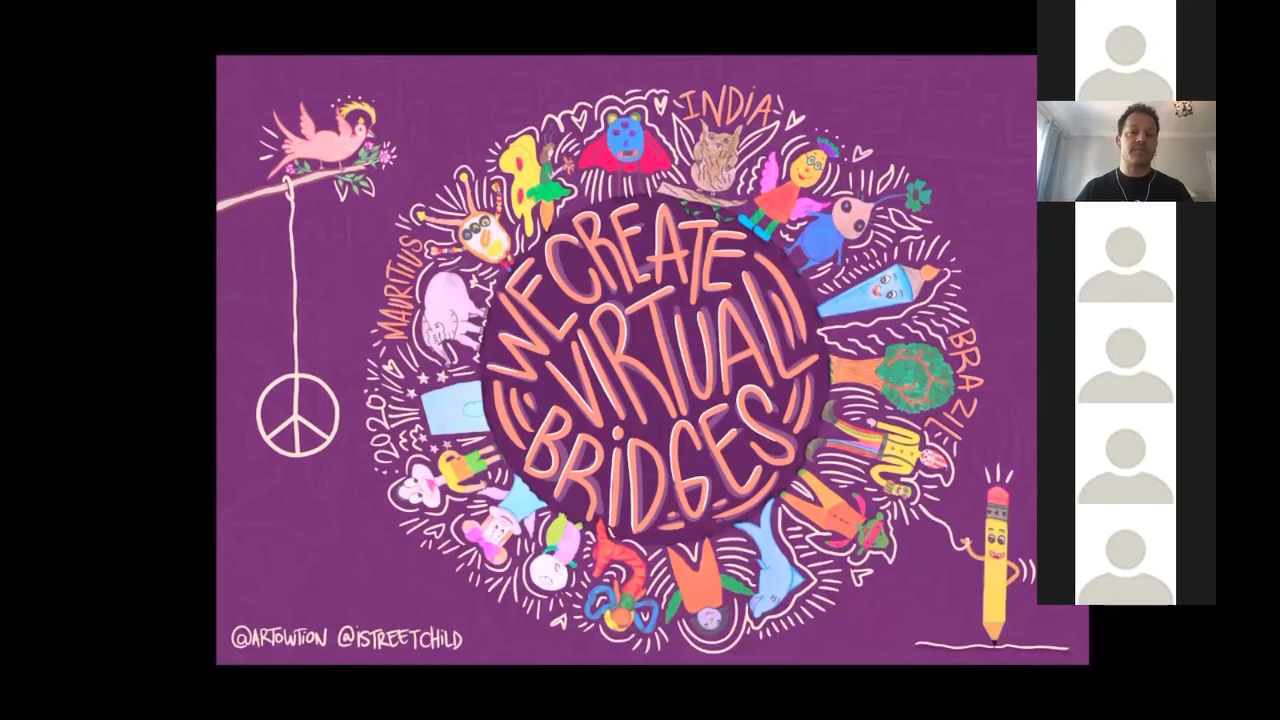 INDIA
MAURITIUS
WE CREATE
VIRTUAL
BRIDGES
BRAZIL
2020
@ARTOWTION @ISTREETCHILD